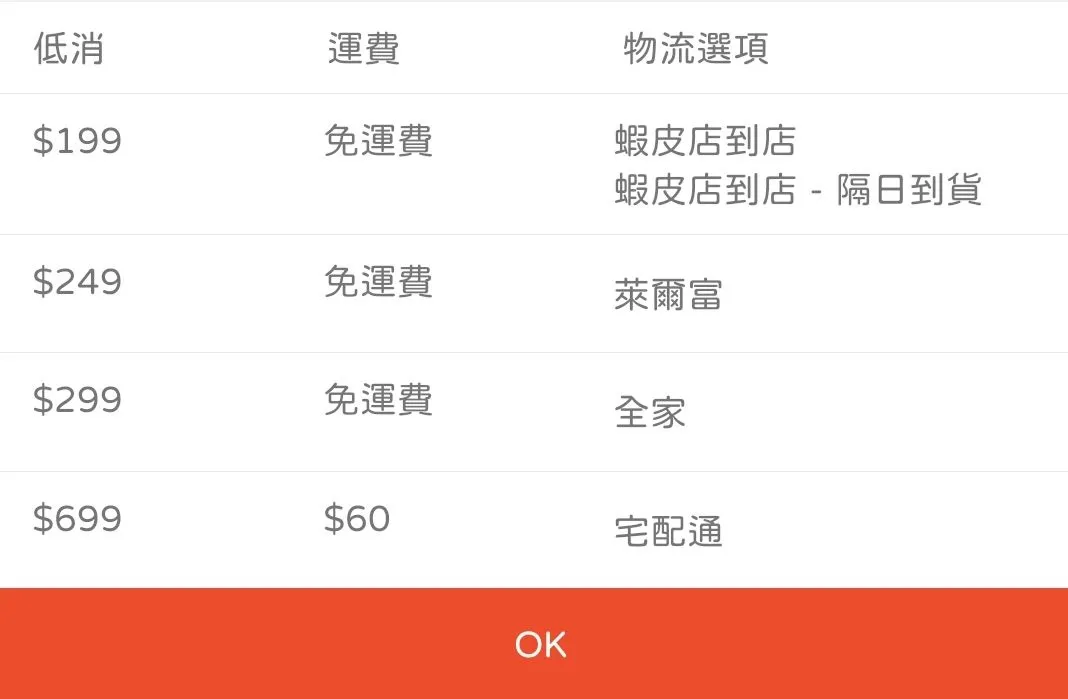 低消 運費 物流選項
$199 免運費 蝦皮店到店
蝦皮店到店 - 隔日到貨
$249 免運費 萊爾富
$299 免運費 全家
$699 $60 宅配通
OK